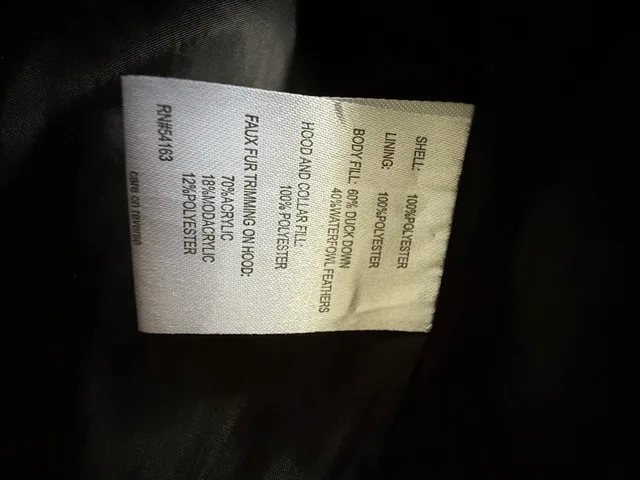 SHELL: 100%POLYESTER
LINING: 100%POLYESTER
BODY FILL: 60% DUCK DOWN
40%WATERFOWL FEATHERS
HOOD AND COLLAR FILL:
100% POLYESTER
FAUX FUR TRIMMING ON HOOD:
70%ACRYLIC
18%MODACRYLIC
12%POLYESTER
RN#54163
care on reverse